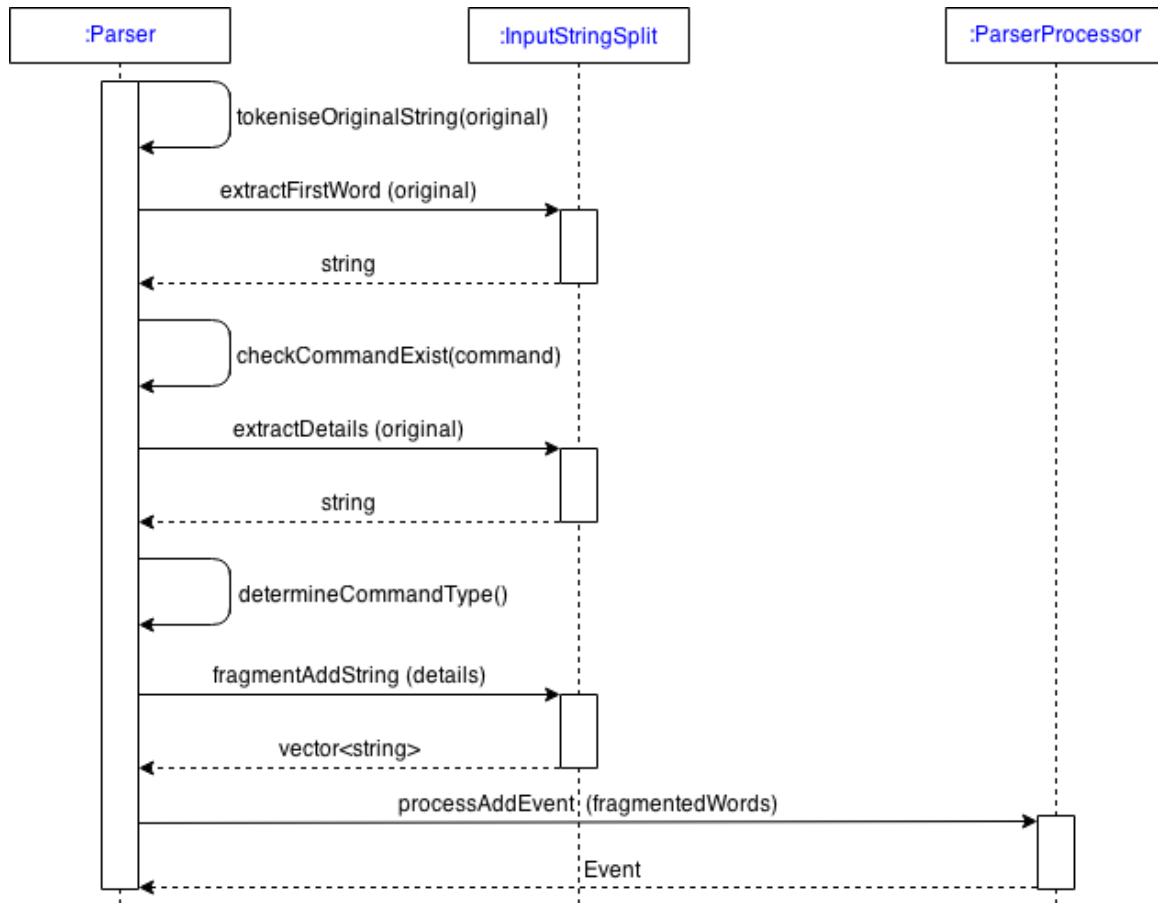 :Parser
:InputStringSplit
:ParserProcessor
tokeniseOriginalString(original)
extractFirstWord (original)
string
checkCommandExist(command)
extractDetails (original)
string
determineCommandType()
fragmentAddString (details)
vector<string>
processAddEvent (fragmentedWords)
Event